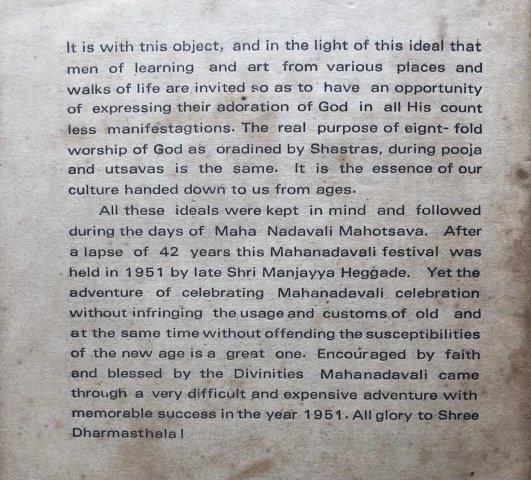 It is with tnis object, and in the light of this ideal that
men of learning and art from various places and
walks of life are invited so as to have an opportunity
of expressing their adoration of God in all His count
less manifestagtions. The real purpose of eignt- fold
worship of God as oradined by Shastras, during pooja
and utsavas is the same. It is the essence of our
culture handed down to us from ages.
All these ideals were kept in mind and followed
during the days of Maha Nadavali Mahotsava. After
a lapse of 42 years this Mahanadavali festival was
held in 1951 by late Shri Manjayya Heggade. Yet the
adventure of celebrating Mahanadavali celebration
without infringing the usage and customs of old and
at the same time without offending the susceptibilities
of the new age is a great one. Encouraged by faith
and blessed by the Divinities Mahanadavali came
through a very difficult and expensive adventure with
memorable success in the year 1951. All glory to Shree
Dharmasthala!